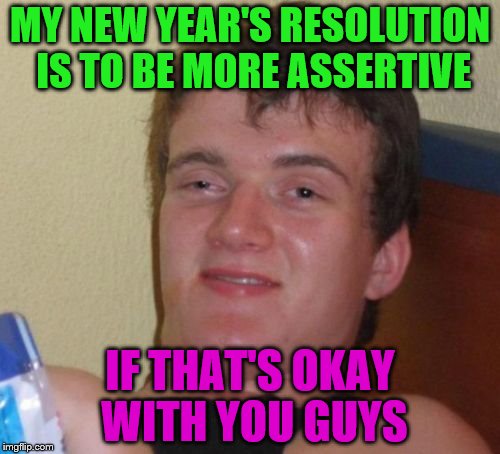 MY NEW YEAR'S RESOLUTION
IS TO BE MORE ASSERTIVE
IF THAT'S OKAY
WITH YOU GUYS
imgflip.com